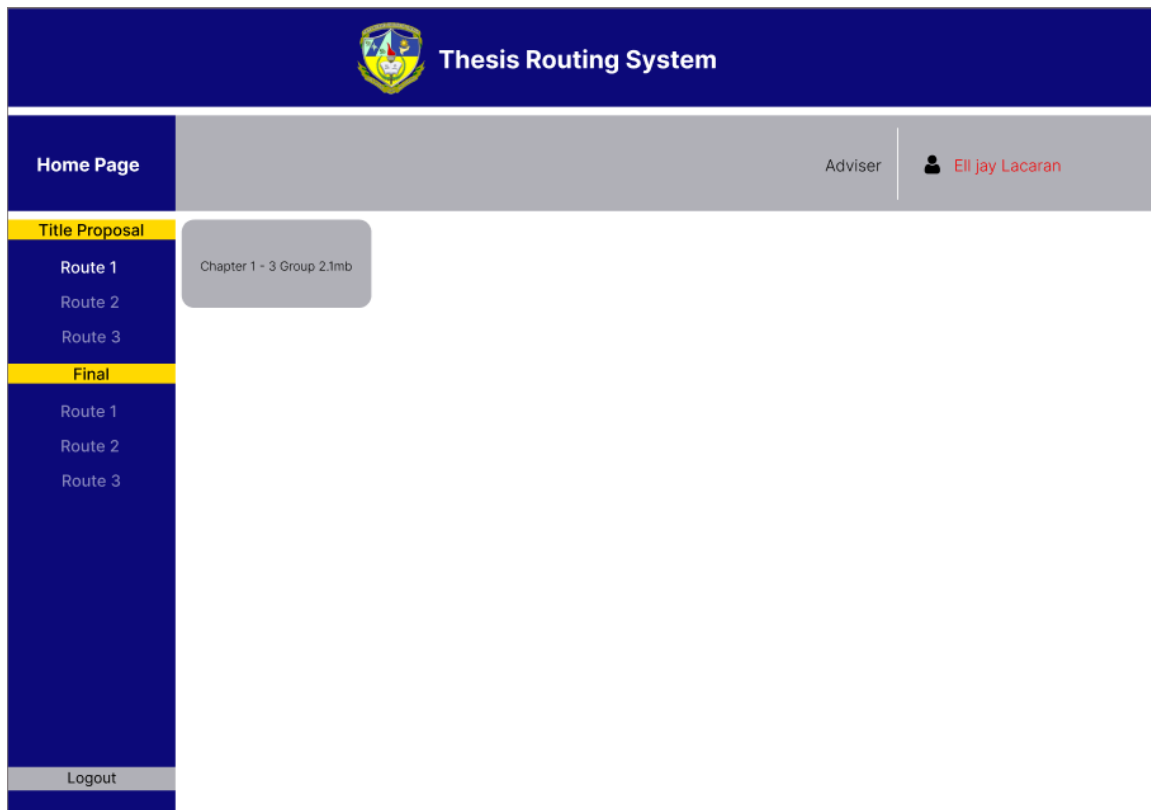 Thesis Routing System
Home Page
Adviser
Ell jay Lacaran
Title Proposal
Route 1
Route 2
Route 3
Chapter 1 - 3 Group 2.1mb
Final
Route 1
Route 2
Route 3
Logout